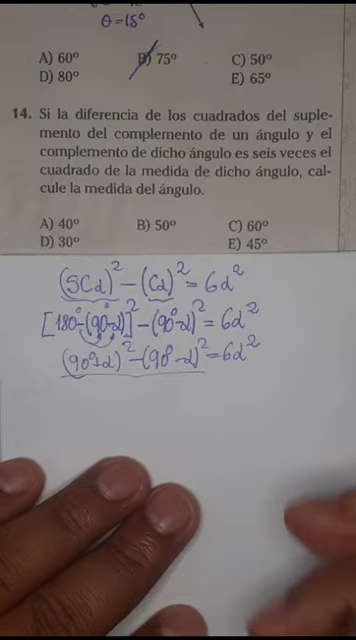 θ = 15°
A) 60° B) 75° C) 50°
D) 80° E) 65°
14. Si la diferencia de los cuadrados del suple-
mento del complemento de un ángulo y el
complemento de dicho ángulo es seis veces el
cuadrado de la medida de dicho ángulo, cal-
cule la medida del ángulo.
A) 40° B) 50° C) 60°
D) 30° E) 45°
(SCα)² - (Cα)² = 6α²
[180° - (90° - α)]² - (90° - α)² = 6α²
(90° + α)² - (90° - α)² = 6α²